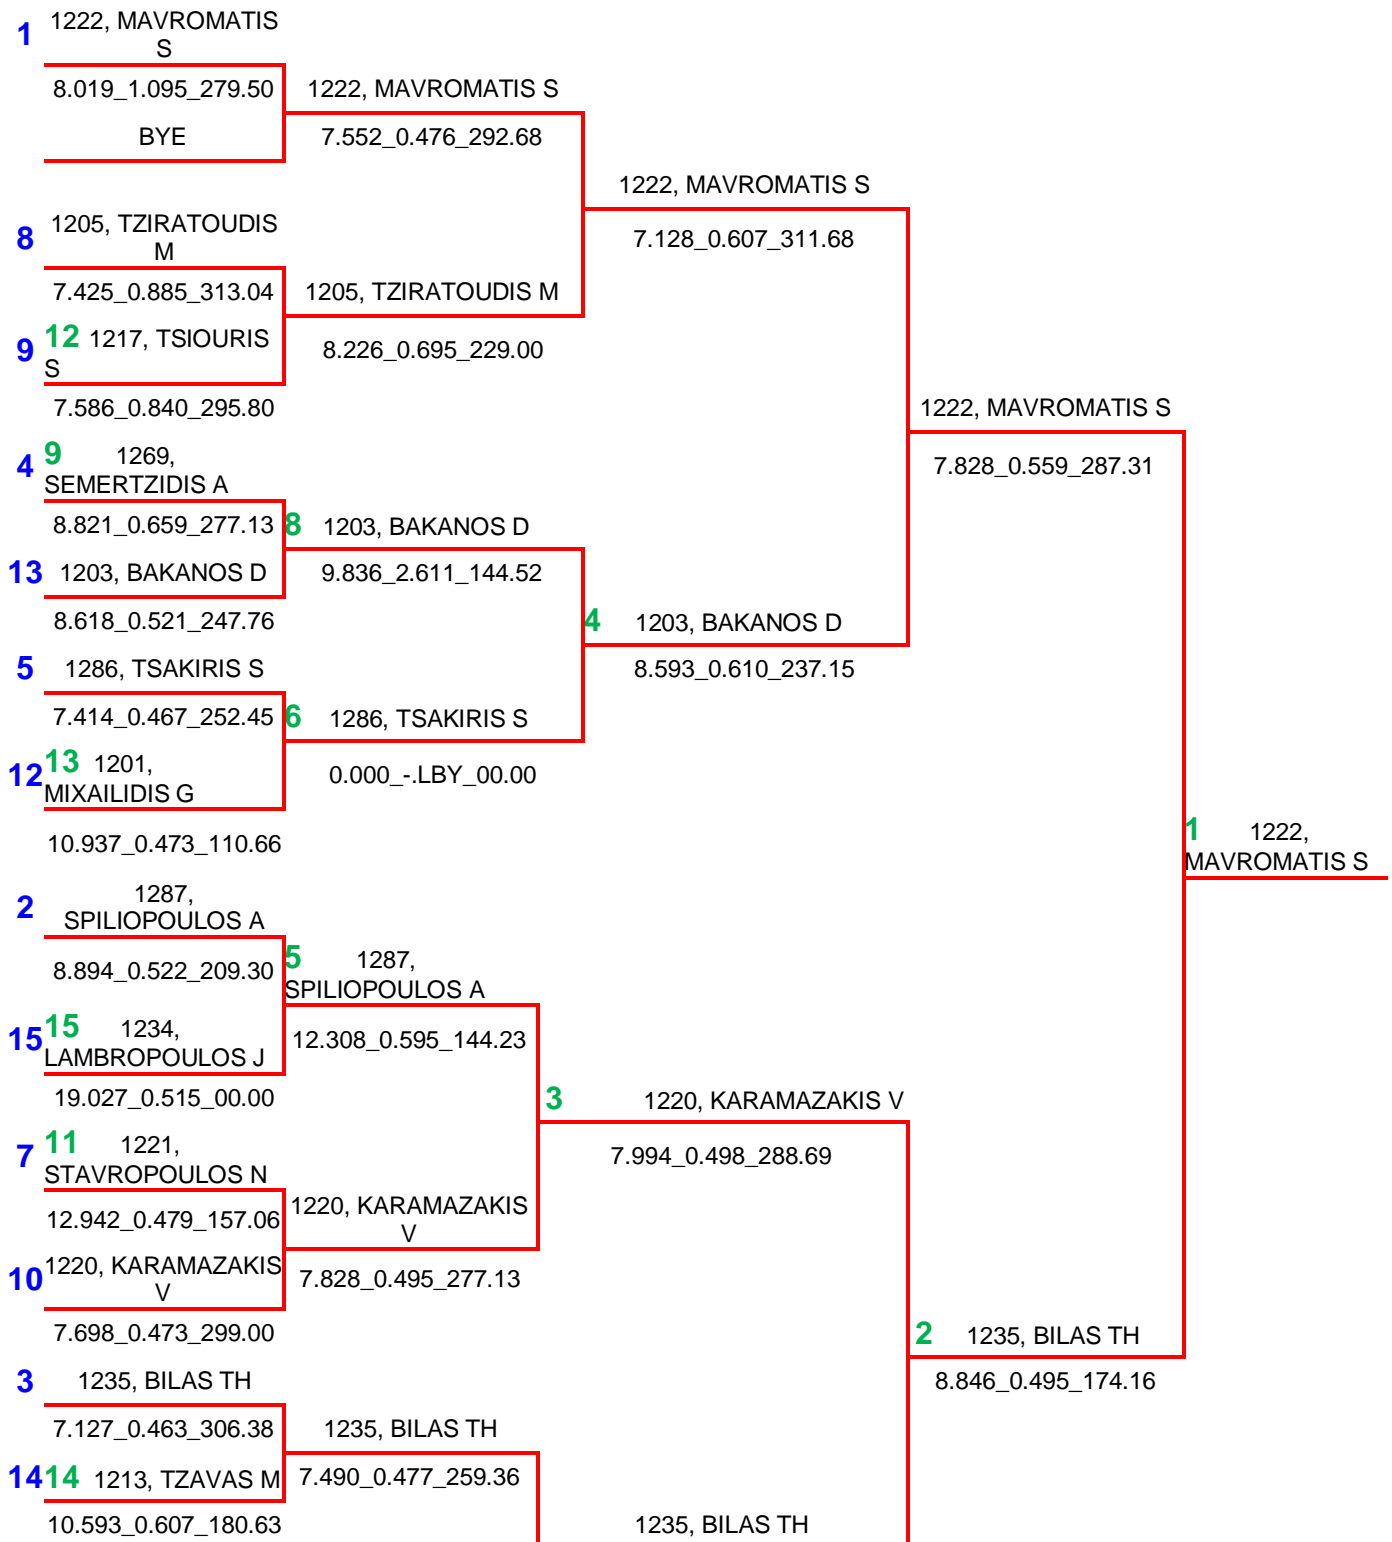 1 1222, MAVROMATIS
S
8.019_1.095_279.50
1222, MAVROMATIS S
BYE
7.552_0.476_292.68
1222, MAVROMATIS S
8 1205, TZIRATOUDIS
M
7.128_0.607_311.68
7.425_0.885_313.04
1205, TZIRATOUDIS M
9 12 1217, TSIOURIS
S
8.226_0.695_229.00
7.586_0.840_295.80
1222, MAVROMATIS S
4 9 1269,
SEMERTZIDIS A
7.828_0.559_287.31
8.821_0.659_277.13
8 1203, BAKANOS D
13 1203, BAKANOS D
9.836_2.611_144.52
8.618_0.521_247.76
4 1203, BAKANOS D
5 1286, TSAKIRIS S
8.593_0.610_237.15
7.414_0.467_252.45
6 1286, TSAKIRIS S
12 13 1201,
MIXAILIDIS G
0.000_-.LBY_00.00
10.937_0.473_110.66
1 1222,
MAVROMATIS S
2 1287,
SPILIOPOULOS A
8.894_0.522_209.30
5 1287,
SPILIOPOULOS A
15 15 1234,
LAMBROPOULOS J
12.308_0.595_144.23
19.027_0.515_00.00
3 1220, KARAMAZAKIS V
7 11 1221,
STAVROPOULOS N
7.994_0.498_288.69
12.942_0.479_157.06
1220, KARAMAZAKIS
V
10 1220, KARAMAZAKIS
V
7.828_0.495_277.13
7.698_0.473_299.00
2 1235, BILAS TH
3 1235, BILAS TH
8.846_0.495_174.16
7.127_0.463_306.38
1235, BILAS TH
14 14 1213, TZAVAS M
7.490_0.477_259.36
10.593_0.607_180.63
1235, BILAS TH